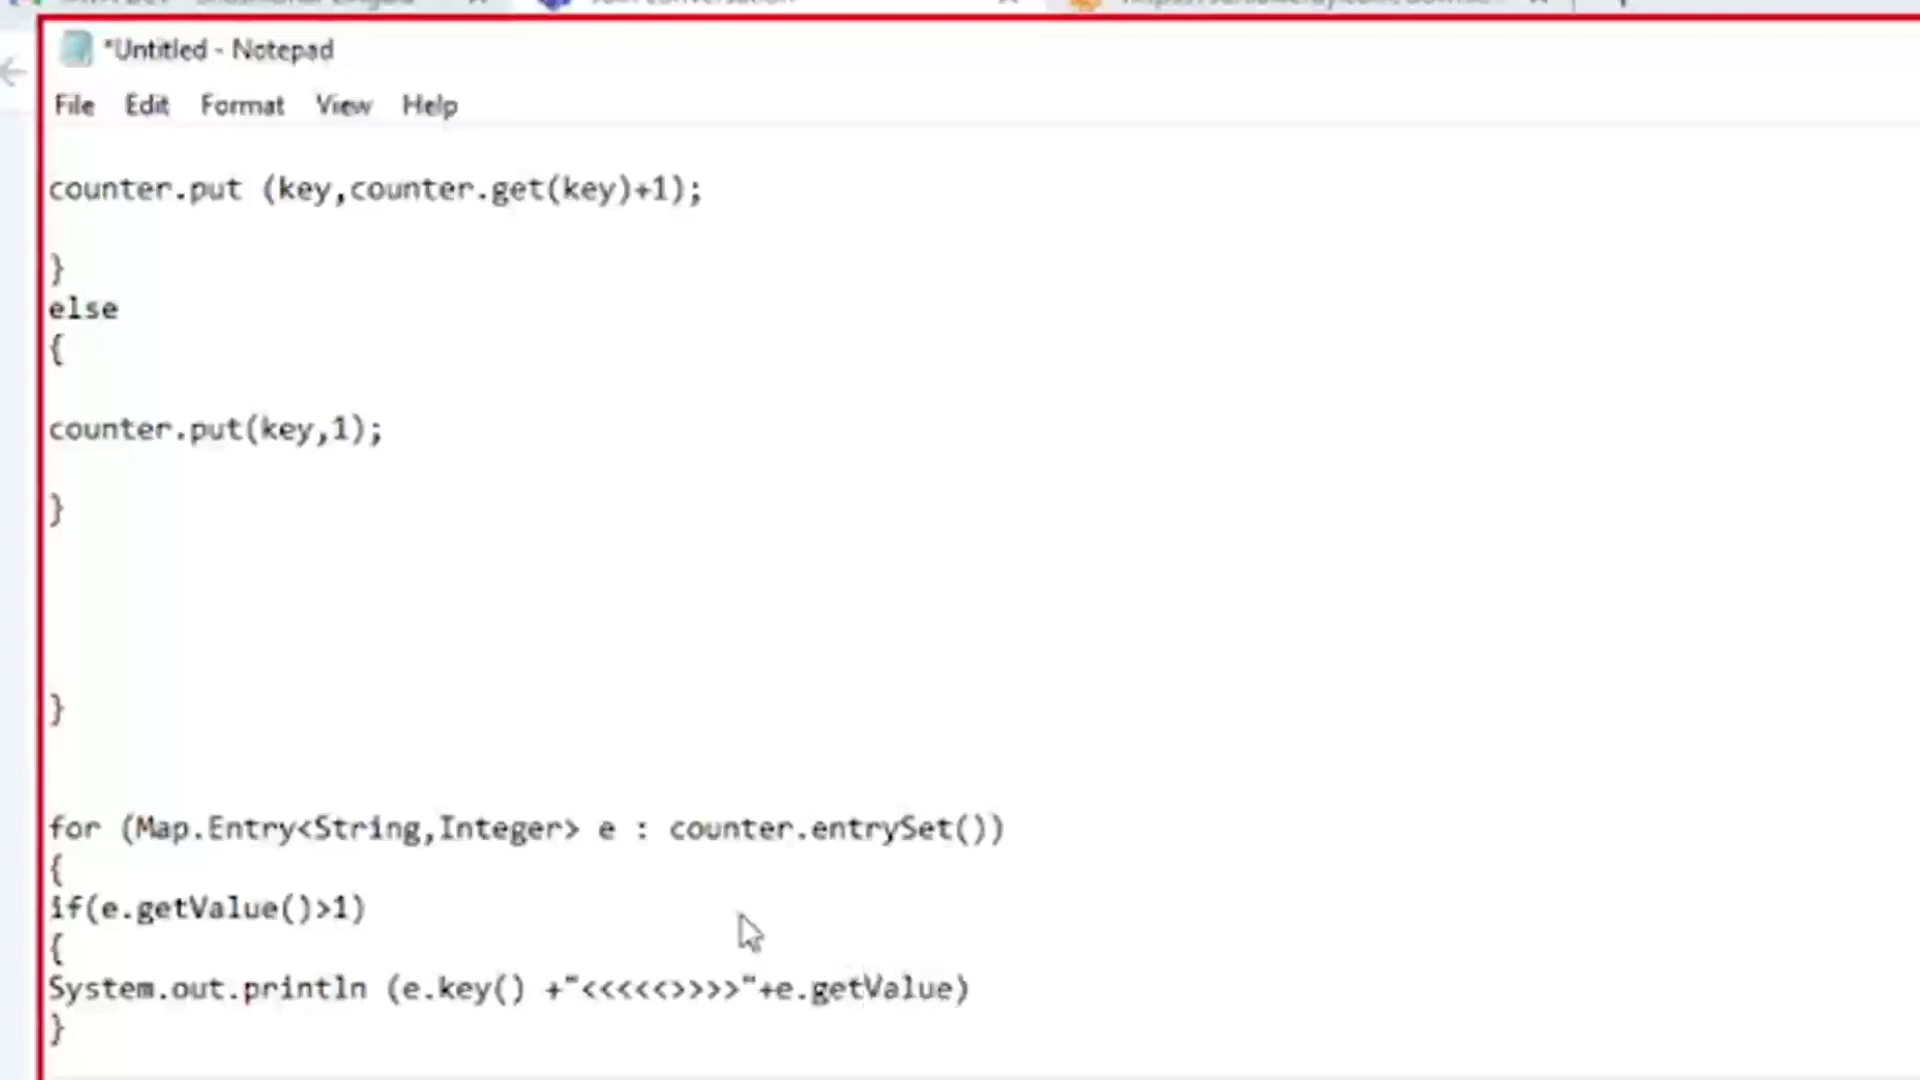 *Untitled - Notepad
File Edit Format View Help
counter.put (key,counter.get(key)+1);
}
else
{
counter.put(key,1);
}
}
for (Map.Entry<String,Integer> e : counter.entrySet())
{
if(e.getValue()>1)
{
System.out.println (e.key() +"<<<<<>>>>"+e.getValue)
}